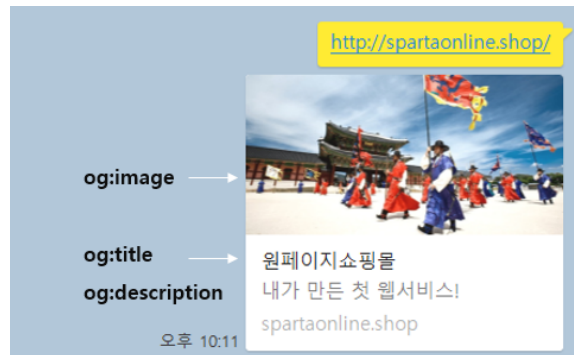 http://spartaonline.shop/
og:image
og:title
원페이지쇼핑몰
og:description
내가 만든 첫 웹서비스!
spartaonline.shop
오후 10:11